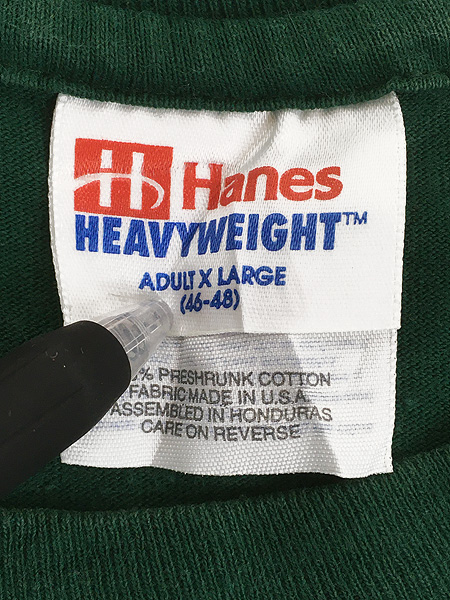 H Hanes
HEAVYWEIGHT™
ADULT X LARGE
(46-48)
% PRESHRUNK COTTON
FABRIC MADE IN U.S.A
ASSEMBLED IN HONDURAS
CARE ON REVERSE